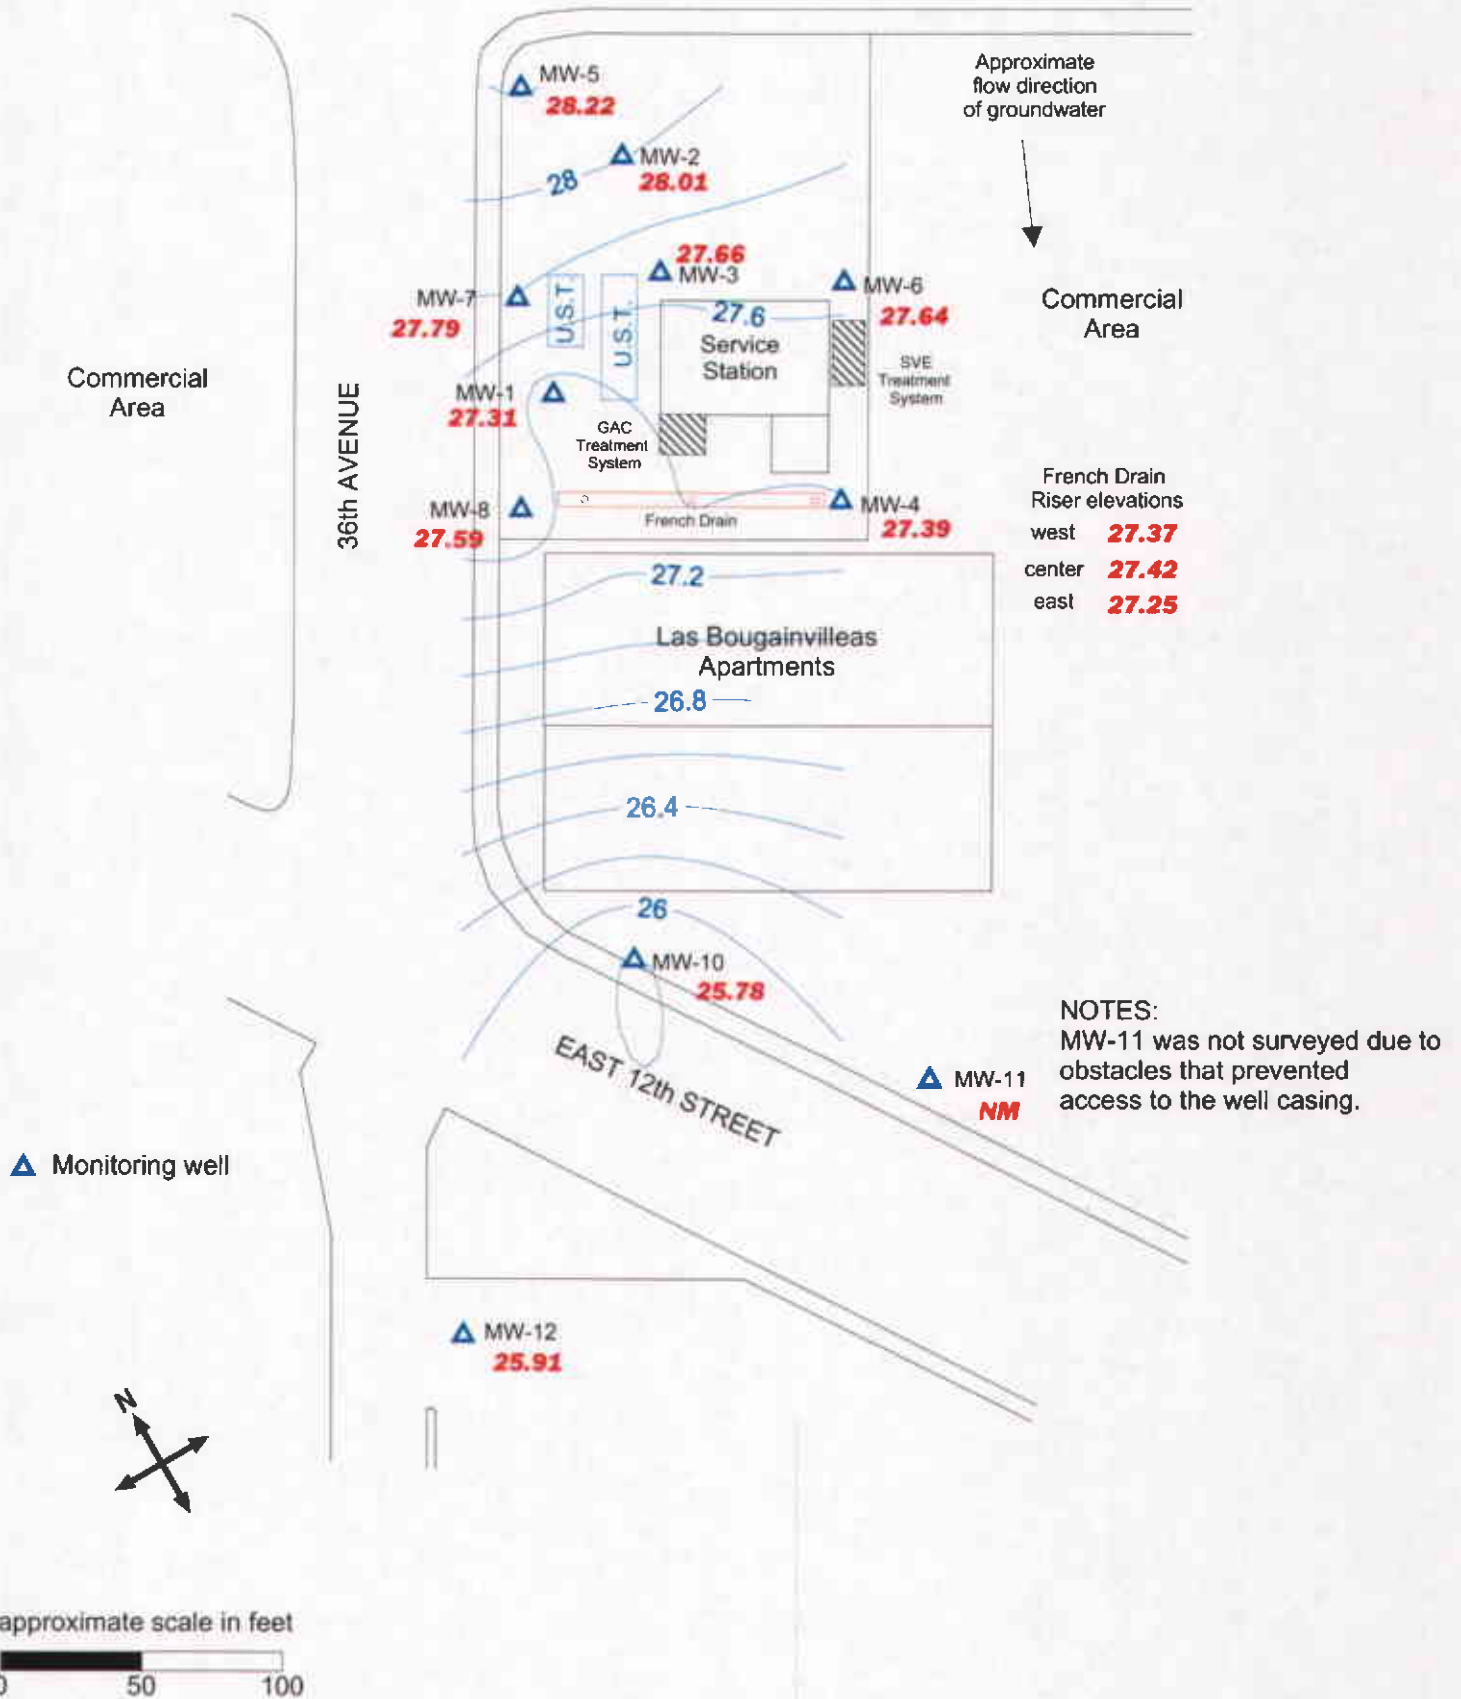 MW-5
28.22
Approximate
flow direction
of groundwater
MW-2
28.01
28
27.66
MW-3
MW-7
27.79
U.S.T.
U.S.T.
27.6
Service
Station
MW-6
27.64
SVE
Treatment
System
Commercial
Area
Commercial
Area
36th AVENUE
MW-1
27.31
GAC
Treatment
System
MW-8
27.59
French Drain
MW-4
27.39
French Drain
Riser elevations
west 27.37
center 27.42
east 27.25
27.2
Las Bougainvilleas
Apartments
26.8
26.4
26
MW-10
25.78
EAST 12th STREET
MW-11
NM
NOTES:
MW-11 was not surveyed due to
obstacles that prevented
access to the well casing.
Monitoring well
MW-12
25.91
N
approximate scale in feet
0 50 100